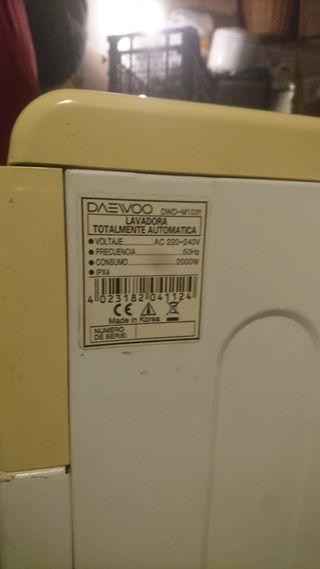 DAEWOO DWD-M1031
LAVADORA
TOTALMENTE AUTOMATICA
● VOLTAJE AC 220-240V
● FRECUENCIA 50Hz
● CONSUMO 2000W
● IPX4
4 023182 041124
CE
Made in Korea
NUMERO
DE SERIE: